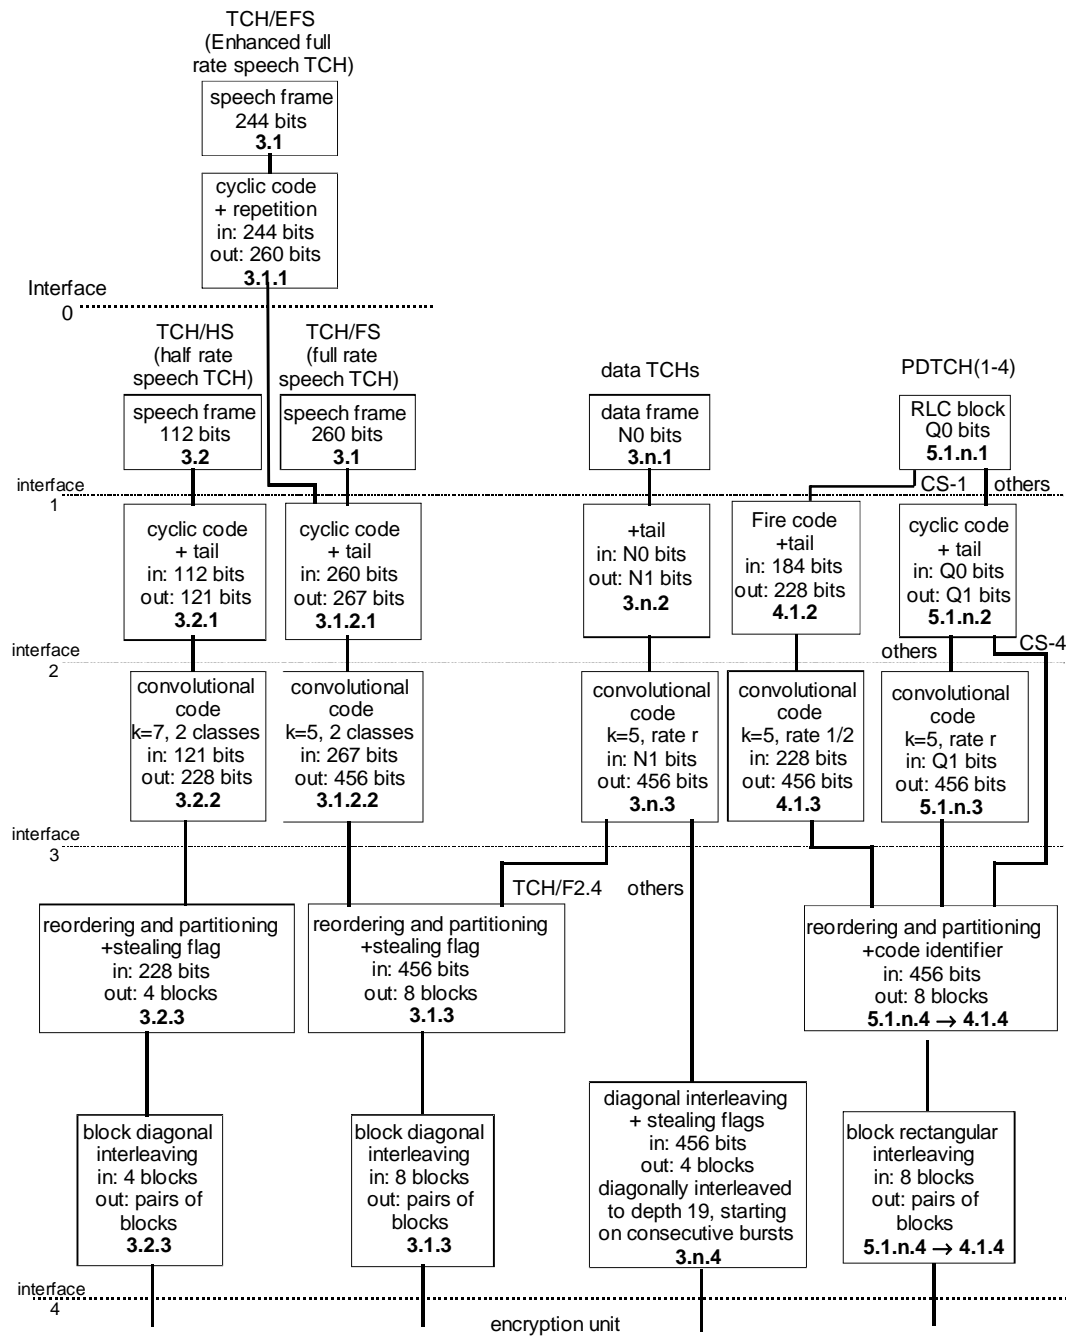 TCH/EFS
(Enhanced full
rate speech TCH)
speech frame
244 bits
3.1
cyclic code
+ repetition
in: 244 bits
out: 260 bits
3.1.1
Interface
0
TCH/HS
(half rate
speech TCH)
TCH/FS
(full rate
speech TCH)
data TCHs
PDTCH(1-4)
speech frame
112 bits
3.2
speech frame
260 bits
3.1
data frame
N0 bits
3.n.1
RLC block
Q0 bits
5.1.n.1
interface
1
CS-1
others
cyclic code
+ tail
in: 112 bits
out: 121 bits
3.2.1
cyclic code
+ tail
in: 260 bits
out: 267 bits
3.1.2.1
+tail
in: N0 bits
out: N1 bits
3.n.2
Fire code
+tail
in: 184 bits
out: 228 bits
4.1.2
cyclic code
+ tail
in: Q0 bits
out: Q1 bits
5.1.n.2
interface
2
others
CS-4
convolutional
code
k=7, 2 classes
in: 121 bits
out: 228 bits
3.2.2
convolutional
code
k=5, 2 classes
in: 267 bits
out: 456 bits
3.1.2.2
convolutional
code
k=5, rate r
in: N1 bits
out: 456 bits
3.n.3
convolutional
code
k=5, rate 1/2
in: 228 bits
out: 456 bits
4.1.3
convolutional
code
k=5, rate r
in: Q1 bits
out: 456 bits
5.1.n.3
interface
3
TCH/F2.4
others
reordering and partitioning
+stealing flag
in: 228 bits
out: 4 blocks
3.2.3
reordering and partitioning
+stealing flag
in: 456 bits
out: 8 blocks
3.1.3
reordering and partitioning
+code identifier
in: 456 bits
out: 8 blocks
5.1.n.4 → 4.1.4
block diagonal
interleaving
in: 4 blocks
out: pairs of
blocks
3.2.3
block diagonal
interleaving
in: 8 blocks
out: pairs of
blocks
3.1.3
diagonal interleaving
+ stealing flags
in: 456 bits
out: 4 blocks
diagonally interleaved
to depth 19, starting
on consecutive bursts
3.n.4
block rectangular
interleaving
in: 8 blocks
out: pairs of
blocks
5.1.n.4 → 4.1.4
interface
4
encryption unit